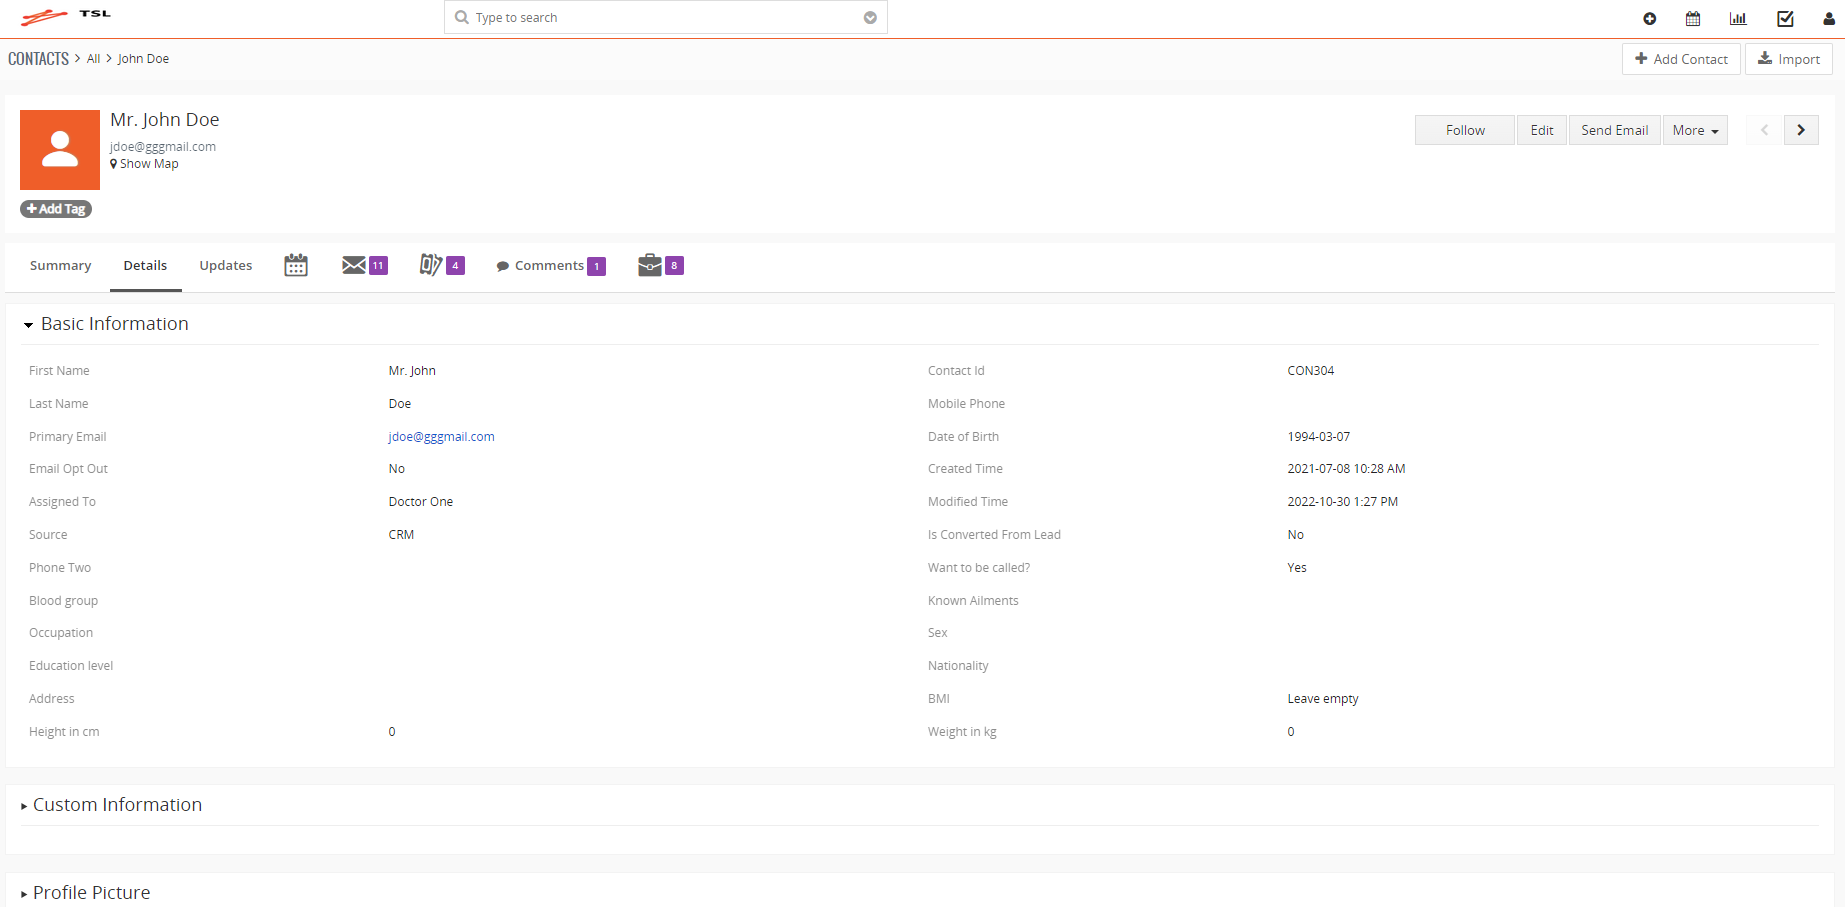 TSL
Type to search
CONTACTS > All > John Doe
Add Contact
Import
Mr. John Doe
jdoe@gggmail.com
Show Map
+ Add Tag
Follow
Edit
Send Email
More
Summary
Details
Updates
11
4
Comments 1
8
Basic Information
First Name Mr. John Contact Id CON304
Last Name Doe Mobile Phone
Primary Email jdoe@gggmail.com Date of Birth 1994-03-07
Email Opt Out No Created Time 2021-07-08 10:28 AM
Assigned To Doctor One Modified Time 2022-10-30 1:27 PM
Source CRM Is Converted From Lead No
Phone Two Want to be called? Yes
Blood group Known Ailments
Occupation Sex
Education level Nationality
Address BMI Leave empty
Height in cm 0 Weight in kg 0
Custom Information
Profile Picture